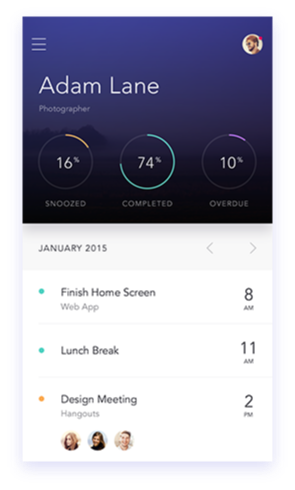 Adam Lane
Photographer
16% 74% 10%
SNOOZED COMPLETED OVERDUE
JANUARY 2015
Finish Home Screen 8
Web App AM
Lunch Break 11
AM
Design Meeting 2
Hangouts PM